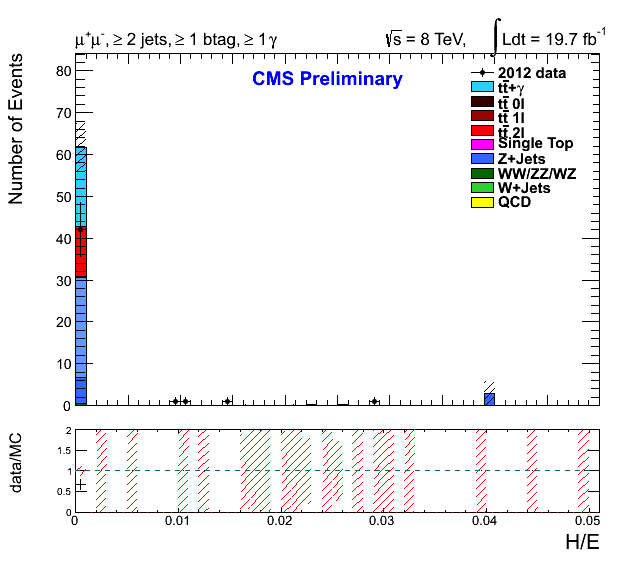 μ⁺μ⁻, ≥ 2 jets, ≥ 1 btag, ≥ 1 γ
√s = 8 TeV, ∫ Ldt = 19.7 fb⁻¹
CMS Preliminary
2012 data
tt̄+γ
tt̄ 0l
tt̄ 1l
tt̄ 2l
Single Top
Z+Jets
WW/ZZ/WZ
W+Jets
QCD
Number of Events
80
70
60
50
40
30
20
10
0
data/MC
2
1.5
1
0.5
0
0 0.01 0.02 0.03 0.04 0.05
H/E